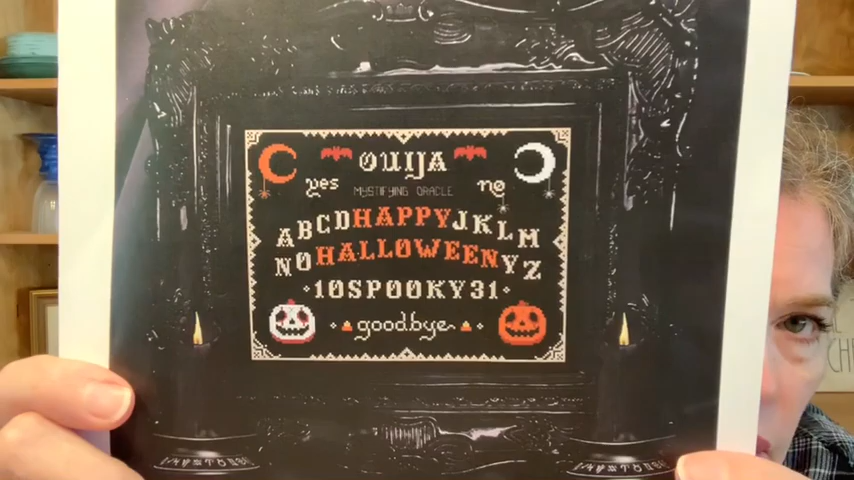 OUIJA
yes MYSTIFYING ORACLE no
ABCDHAPPYJKLM
NOHALLOWEENYZ
·10SPOOKY31·
goodbye